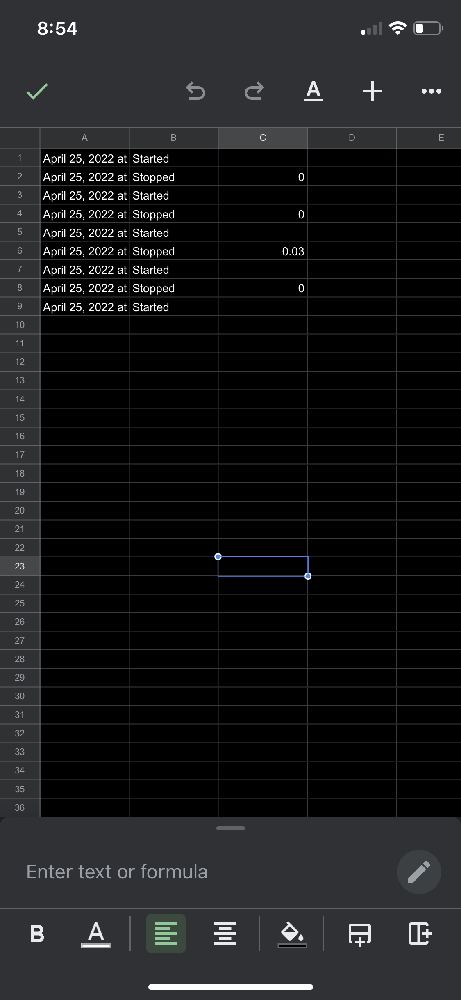 8:54
A
A B C D E
1 April 25, 2022 at Started
2 April 25, 2022 at Stopped 0
3 April 25, 2022 at Started
4 April 25, 2022 at Stopped 0
5 April 25, 2022 at Started
6 April 25, 2022 at Stopped 0.03
7 April 25, 2022 at Started
8 April 25, 2022 at Stopped 0
9 April 25, 2022 at Started
10
11
12
13
14
15
16
17
18
19
20
21
22
23
24
25
26
27
28
29
30
31
32
33
34
35
36
Enter text or formula
B A